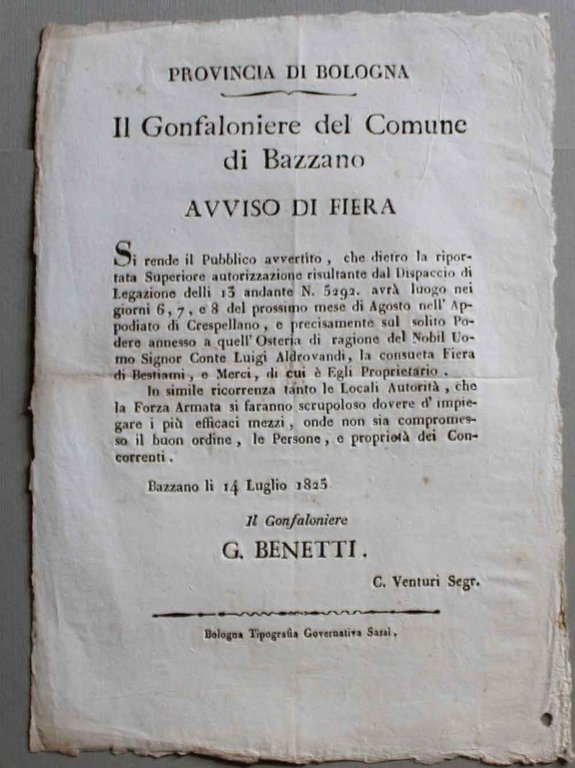 PROVINCIA DI BOLOGNA
Il Gonfaloniere del Comune
di Bazzano
AVVISO DI FIERA
Si rende il Pubblico avvertito, che dietro la ripor-
tata Superiore autorizzazione risultante dal Dispaccio di
Legazione delli 13 andante N. 5292. avrà luogo nei
giorni 6, 7, e 8 del prossimo mese di Agosto nell' Ap-
podiato di Crespellano, e precisamente sul solito Po-
dere annesso a quell' Osteria di ragione del Nobil Uo-
mo Signor Conte Luigi Aldrovandi, la consueta Fiera
di Bestiami, e Merci, di cui è Egli Proprietario.
In simile ricorrenza tanto le Locali Autorità, che
la Forza Armata si faranno scrupoloso dovere d' impie-
gare i più efficaci mezzi, onde non sia compromes-
so il buon ordine, le Persone, e proprietà dei Con-
correnti.
Bazzano li 14 Luglio 1825
Il Gonfaloniere
G. BENETTI.
C. Venturi Segr.
Bologna Tipografia Governativa Sassi.